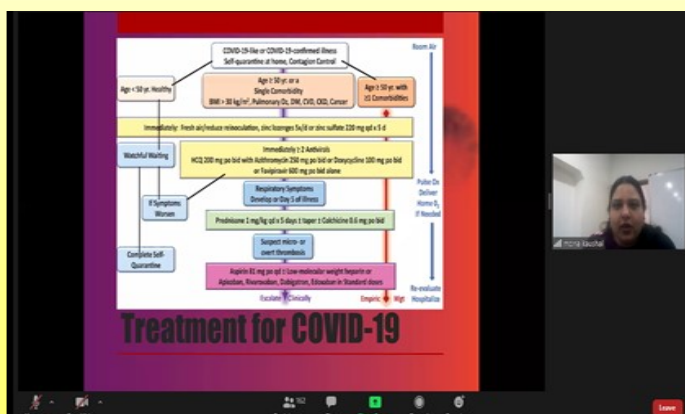 COVID-19-like or COVID-19-confirmed illness
Self-quarantine at home, Contagion Control
Room Air
Age < 50 yr. Healthy
Age ≥ 50 yr. or a
Single Comorbidity
BMI > 30 kg/m², Pulmonary Dz, DM, CVD, CKD, Cancer
Age ≥ 50 yr. with
≥1 Comorbidities
Immediately: Fresh air/reduce reinoculation, zinc lozenges 5x/d or zinc sulfate 220 mg qd x 5 d
Watchful Waiting
Immediately ≥ 2 Antivirals
HCQ 200 mg po bid with Azithromycin 250 mg po bid or Doxycycline 100 mg po bid
or Favipiravir 600 mg po bid alone
If Symptoms
Worsen
Respiratory Symptoms
Develop or Day 5 of illness
Pulse Ox
Deliver
Home O₂
If Needed
Prednisone 1 mg/kg qd x 5 days ± taper ± Colchicine 0.6 mg po bid
Complete Self-
Quarantine
Suspect micro- or
overt thrombosis
Aspirin 81 mg po qd ± Low-molecular weight heparin or
Apixaban, Rivaroxaban, Dabigatran, Edoxaban in Standard doses
Re-evaluate
Hospitalize
Escalate Clinically
Empiric Mgt
Treatment for COVID-19
kaushal
162
Leave